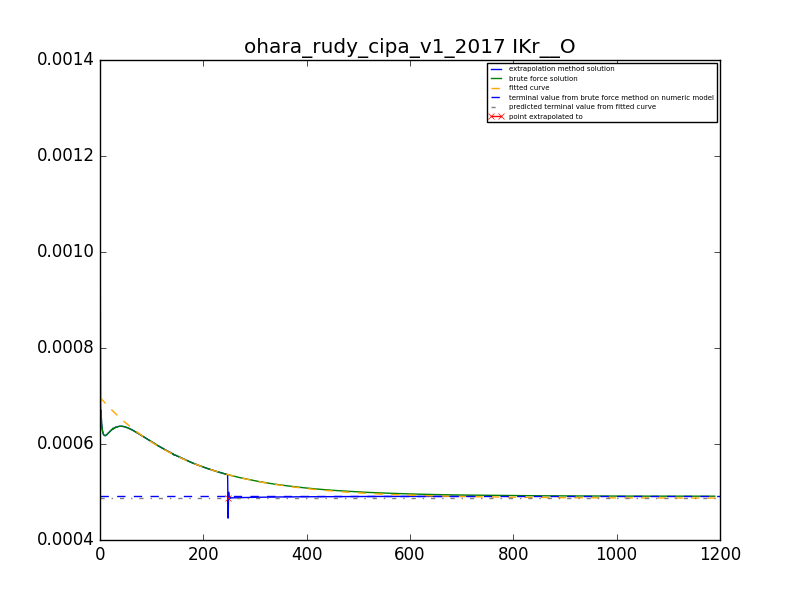 ohara_rudy_cipa_v1_2017 IKr__O
0.0014
extrapolation method solution
brute force solution
fitted curve
terminal value from brute force method on numeric model
predicted terminal value from fitted curve
point extrapolated to
0.0012
0.0010
0.0008
0.0006
0.0004
0 200 400 600 800 1000 1200